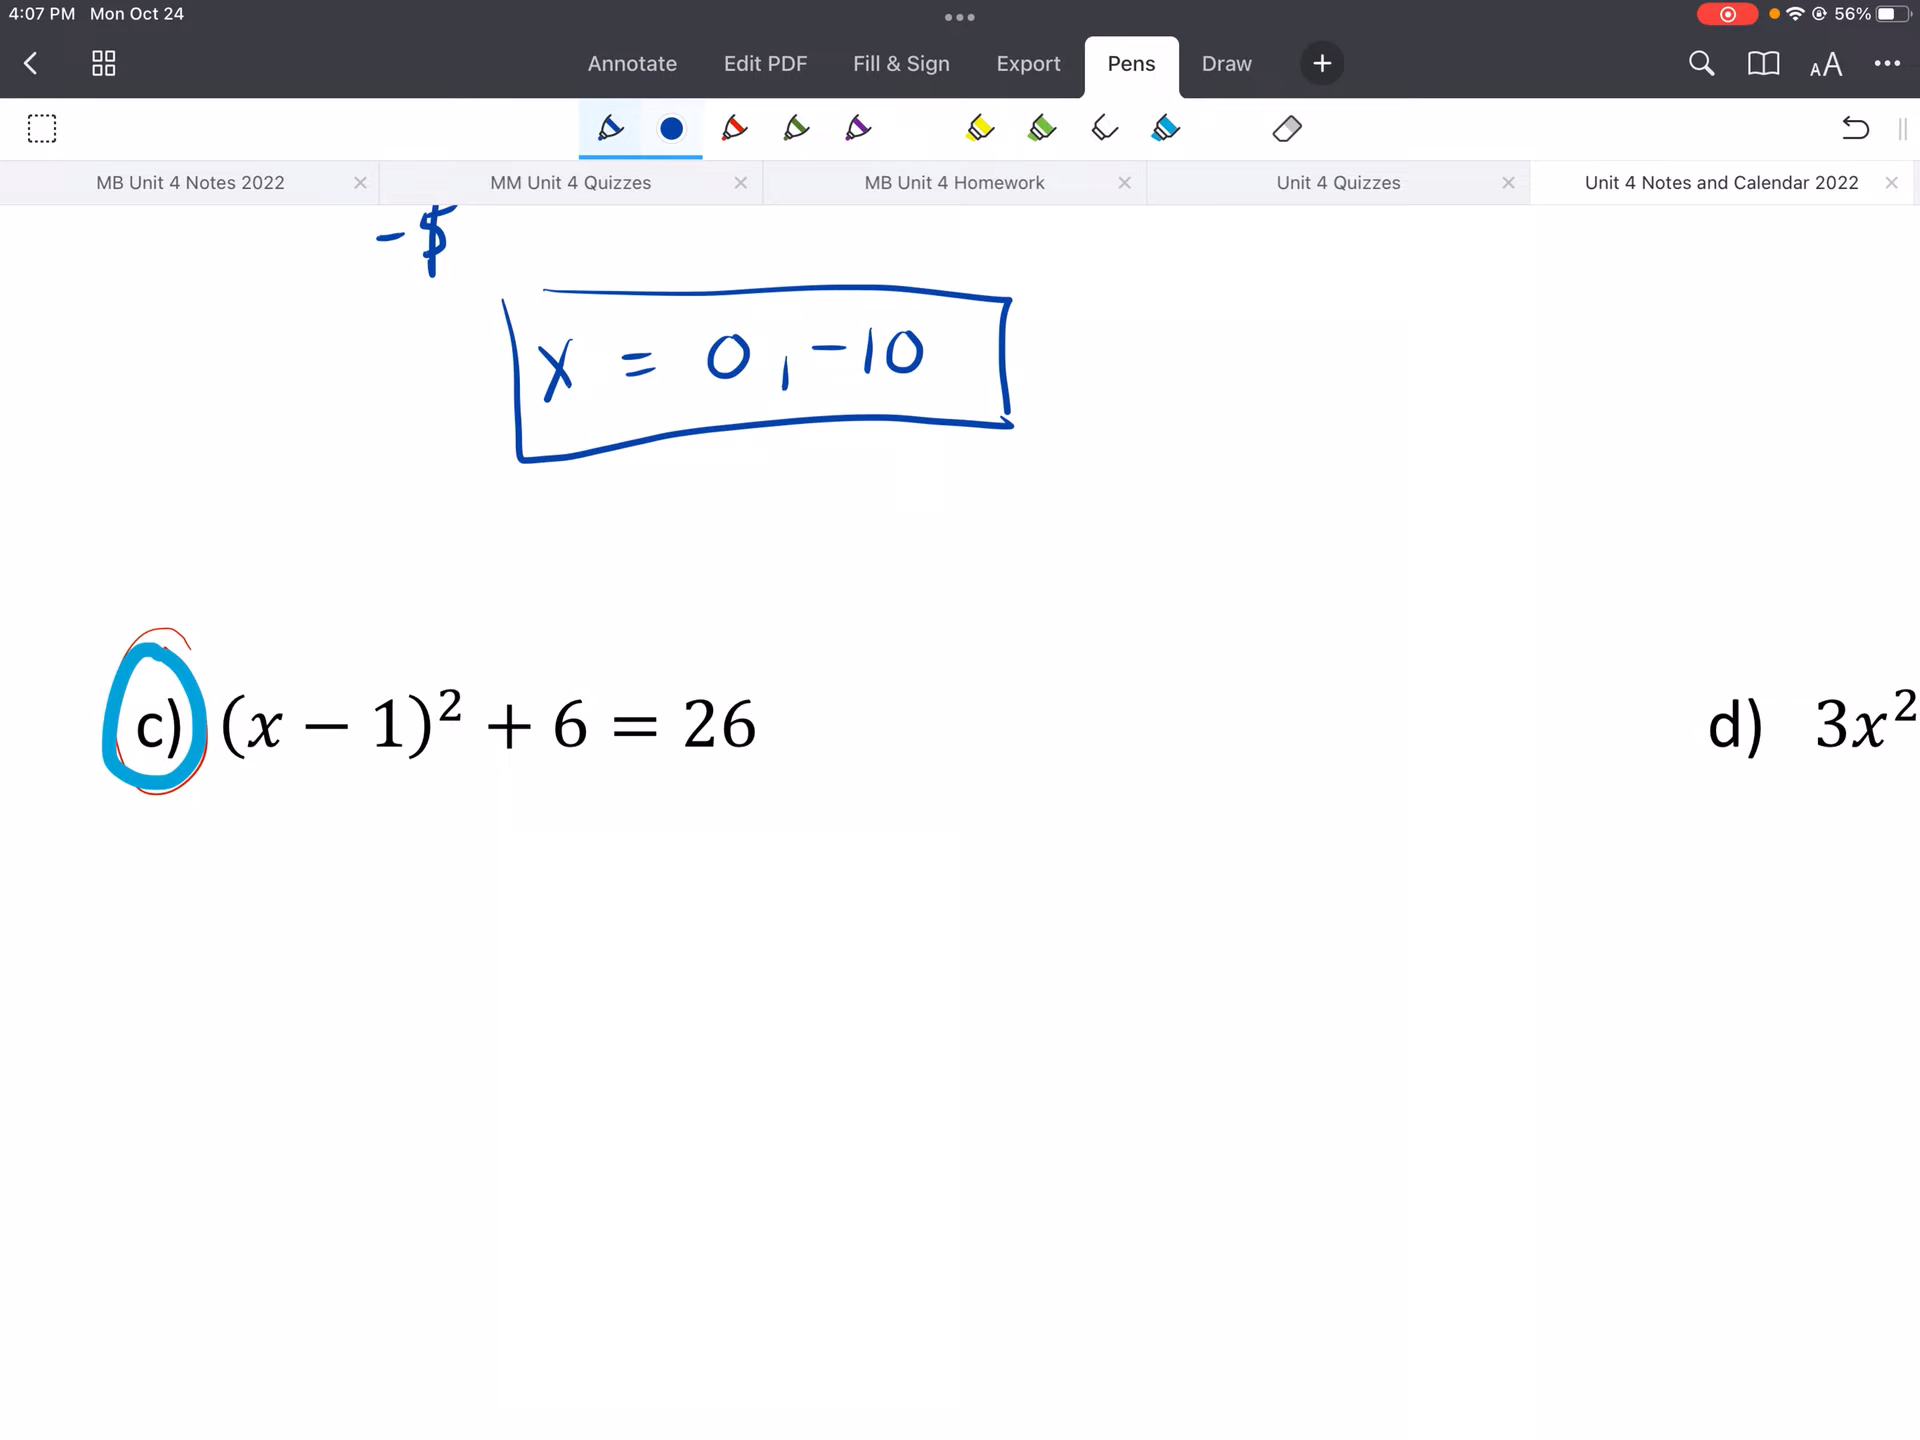 4:07 PM Mon Oct 24
56%
Annotate Edit PDF Fill & Sign Export Pens Draw
AA
MB Unit 4 Notes 2022 MM Unit 4 Quizzes MB Unit 4 Homework Unit 4 Quizzes Unit 4 Notes and Calendar 2022
x = 0, -10
c) (x − 1)² + 6 = 26
d) 3x²